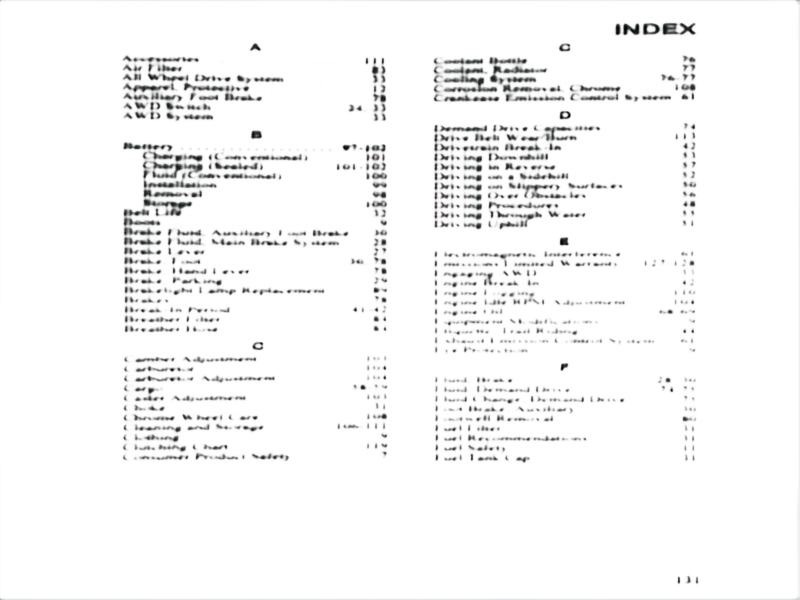 INDEX
A
Accessories 111
Air Filter 83
All Wheel Drive System 33
Apparel, Protective 12
Auxiliary Foot Brake 78
AWD Switch 24, 33
AWD System 33
B
Battery 97-102
Charging (Conventional) 101
Charging (Sealed) 101-102
Fluid (Conventional) 100
Installation 99
Removal 98
Storage 100
Belt Life 32
Boots 9
Brake Fluid, Auxiliary Foot Brake 30
Brake Fluid, Main Brake System 28
Brake Lever 27
Brake, Foot 30, 78
Brake, Hand Lever 78
Brake, Parking 29
Brakelight Lamp Replacement 89
Brakes 78
Break-In Period 41-42
Breather Filter 84
Breather Hose 84
C
Camber Adjustment 103
Carburetor 104
Carburetor Adjustment 104
Cargo 58-59
Caster Adjustment 103
Choke 31
Chrome Wheel Care 108
Cleaning and Storage 106-111
Clothing 9
Clutching Chart 119
Consumer Product Safety 7
C
Coolant Bottle 76
Coolant, Radiator 77
Cooling System 76-77
Corrosion Removal, Chrome 108
Crankcase Emission Control System 61
D
Demand Drive Capacities 74
Drive Belt Wear/Burn 113
Drivetrain Break-In 42
Driving Downhill 53
Driving in Reverse 57
Driving on a Sidehill 52
Driving on Slippery Surfaces 50
Driving Over Obstacles 56
Driving Procedures 48
Driving Through Water 55
Driving Uphill 51
E
Electromagnetic Interference 61
Emissions Limited Warranty 127-128
Engaging AWD 33
Engine Break-In 42
Engine Fogging 110
Engine Idle RPM Adjustment 104
Engine Oil 68-69
Equipment Modifications 9
Etiquette, Trail Riding 44
Exhaust Emission Control System 61
Eye Protection 9
F
Fluid, Brake 28, 30
Fluid, Demand Drive 74-75
Fluid Change, Demand Drive 75
Foot Brake, Auxiliary 30
Footwell Removal 80
Fuel Filter 31
Fuel Recommendations 31
Fuel Safety 31
Fuel Tank Cap 31
131